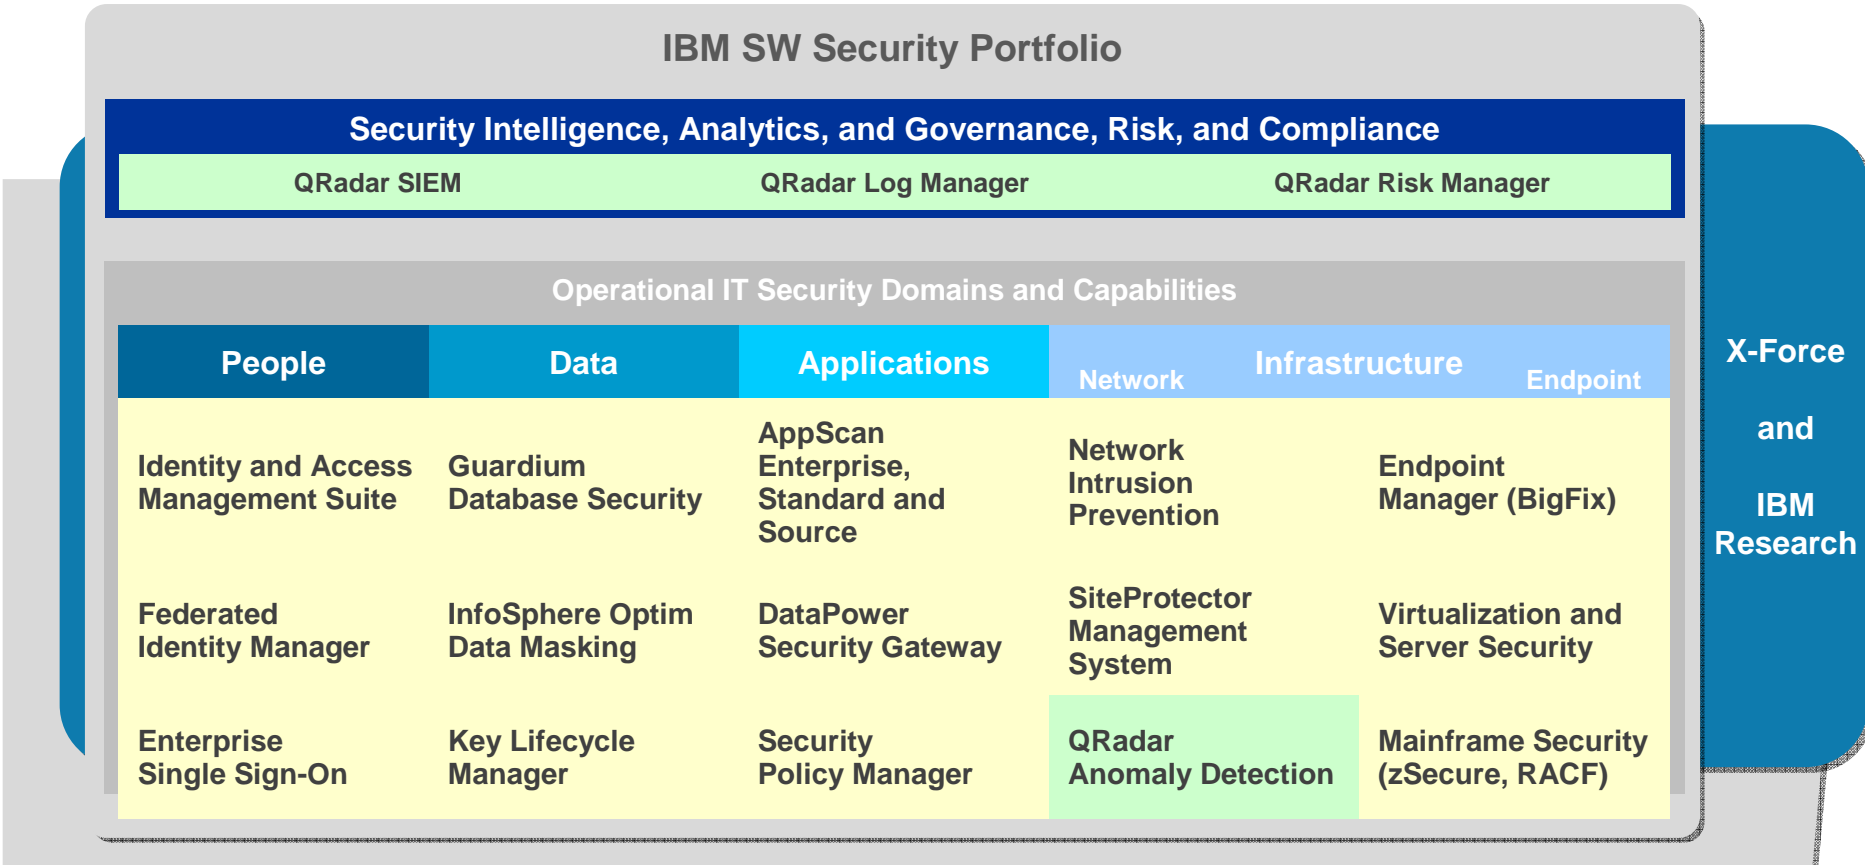 IBM SW Security Portfolio
Security Intelligence, Analytics, and Governance, Risk, and Compliance
QRadar SIEM
QRadar Log Manager
QRadar Risk Manager
Operational IT Security Domains and Capabilities
People
Data
Applications
Infrastructure
Network
Endpoint
Identity and Access
Management Suite
Guardium
Database Security
AppScan
Enterprise,
Standard and
Source
Network
Intrusion
Prevention
Endpoint
Manager (BigFix)
Federated
Identity Manager
InfoSphere Optim
Data Masking
DataPower
Security Gateway
SiteProtector
Management
System
Virtualization and
Server Security
Enterprise
Single Sign-On
Key Lifecycle
Manager
Security
Policy Manager
QRadar
Anomaly Detection
Mainframe Security
(zSecure, RACF)
X-Force
and
IBM
Research